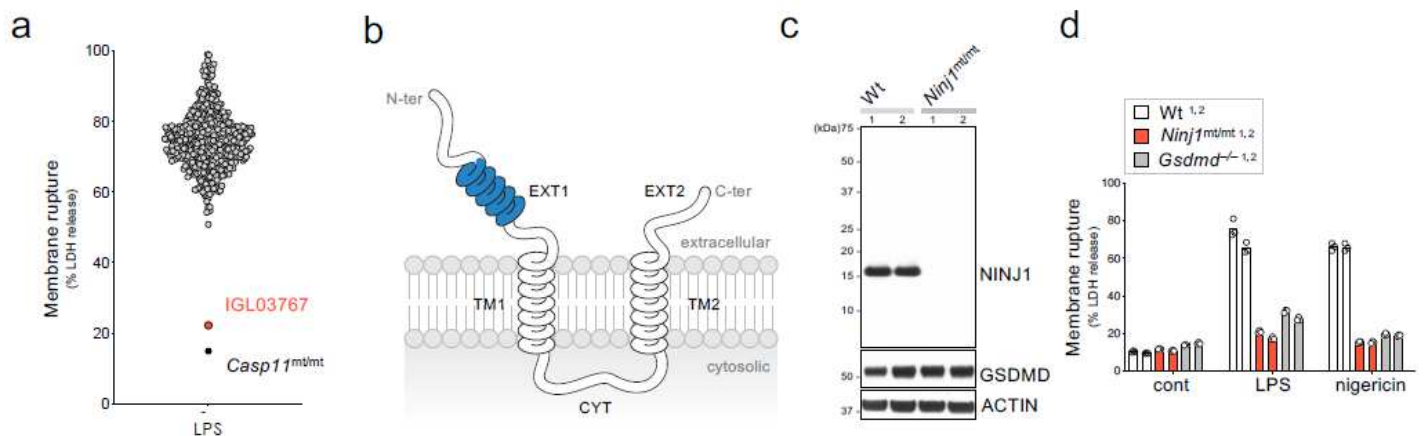 a
Membrane rupture
(% LDH release)
100
80
60
40
20
0
IGL03767
Casp11mt/mt
-
LPS
b
N-ter
EXT1
EXT2
C-ter
extracellular
TM1
TM2
cytosolic
CYT
c
Wt
Ninj1mt/mt
1 2 1 2
(kDa)75
50
37
25
20
15
10
NINJ1
50
GSDMD
37
ACTIN
d
Wt 1,2
Ninj1mt/mt 1,2
Gsdmd–/– 1,2
Membrane rupture
(% LDH release)
100
80
60
40
20
0
cont LPS nigericin